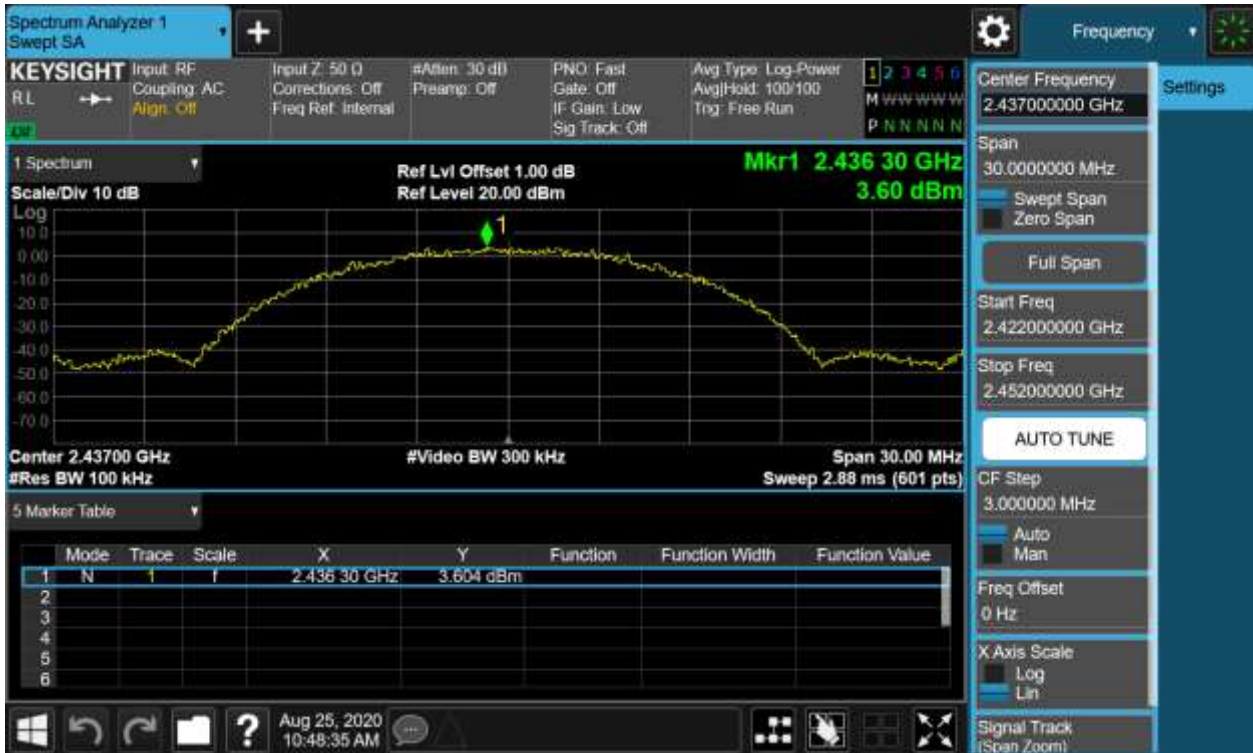 Spectrum Analyzer 1
Swept SA
+
Frequency
KEYSIGHT
RL
Input: RF
Coupling: AC
Align: Off
Input Z: 50 Ω
Corrections: Off
Freq Ref: Internal
#Atten: 30 dB
Preamp: Off
PNO: Fast
Gate: Off
IF Gain: Low
Sig Track: Off
Avg Type: Log-Power
Avg|Hold: 100/100
Trig: Free Run
1 2 3 4 5 6
M W W W W W
P N N N N N
1 Spectrum
Scale/Div 10 dB
Ref Lvl Offset 1.00 dB
Ref Level 20.00 dBm
Mkr1 2.436 30 GHz
3.60 dBm
Log
10.0
0.00
-10.0
-20.0
-30.0
-40.0
-50.0
-60.0
-70.0
1
Center 2.43700 GHz
#Res BW 100 kHz
#Video BW 300 kHz
Span 30.00 MHz
Sweep 2.88 ms (601 pts)
5 Marker Table
Mode Trace Scale X Y Function Function Width Function Value
1 N 1 f 2.436 30 GHz 3.604 dBm
2
3
4
5
6
?
Aug 25, 2020
10:48:35 AM
Center Frequency
2.437000000 GHz
Settings
Span
30.0000000 MHz
Swept Span
Zero Span
Full Span
Start Freq
2.422000000 GHz
Stop Freq
2.452000000 GHz
AUTO TUNE
CF Step
3.000000 MHz
Auto
Man
Freq Offset
0 Hz
X Axis Scale
Log
Lin
Signal Track
(Span Zoom)